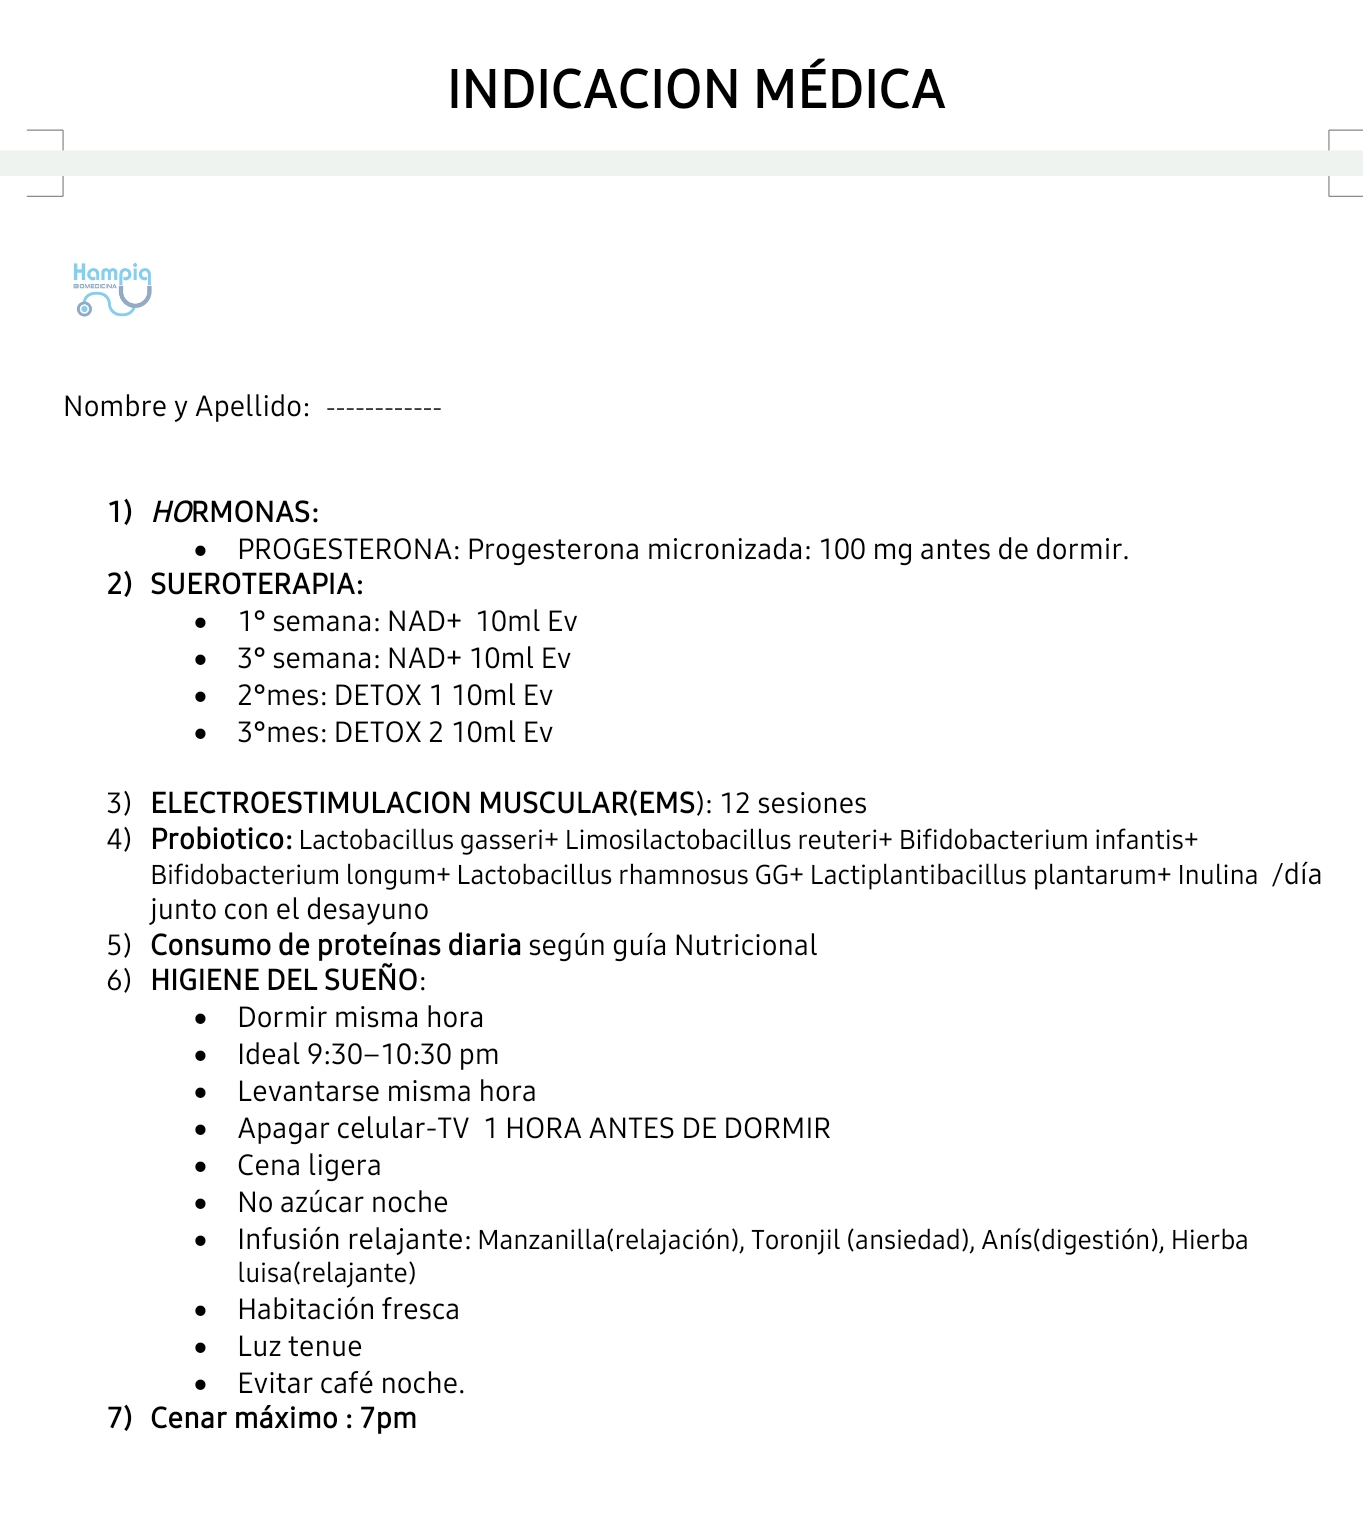 INDICACION MÉDICA
Hampiq
BIOMEDICINA
Nombre y Apellido: ------------
1) HORMONAS:
• PROGESTERONA: Progesterona micronizada: 100 mg antes de dormir.
2) SUEROTERAPIA:
• 1° semana: NAD+ 10ml Ev
• 3° semana: NAD+ 10ml Ev
• 2°mes: DETOX 1 10ml Ev
• 3°mes: DETOX 2 10ml Ev
3) ELECTROESTIMULACION MUSCULAR(EMS): 12 sesiones
4) Probiotico: Lactobacillus gasseri+ Limosilactobacillus reuteri+ Bifidobacterium infantis+
Bifidobacterium longum+ Lactobacillus rhamnosus GG+ Lactiplantibacillus plantarum+ Inulina /día
junto con el desayuno
5) Consumo de proteínas diaria según guía Nutricional
6) HIGIENE DEL SUEÑO:
• Dormir misma hora
• Ideal 9:30–10:30 pm
• Levantarse misma hora
• Apagar celular-TV 1 HORA ANTES DE DORMIR
• Cena ligera
• No azúcar noche
• Infusión relajante: Manzanilla(relajación), Toronjil (ansiedad), Anís(digestión), Hierba
luisa(relajante)
• Habitación fresca
• Luz tenue
• Evitar café noche.
7) Cenar máximo : 7pm